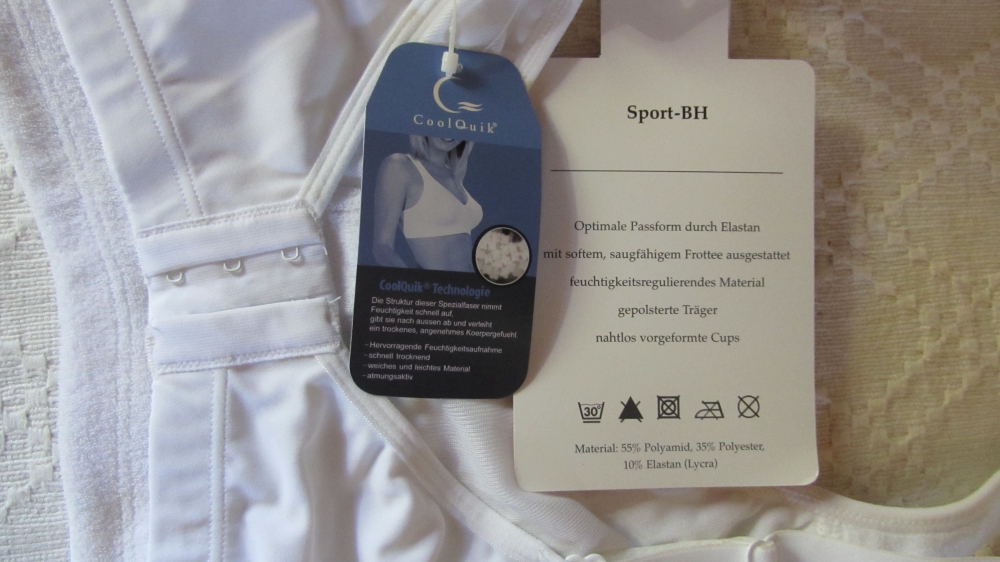 CoolQuik®
CoolQuik® Technologie
Die Struktur dieser Spezialfaser nimmt
Feuchtigkeit schnell auf,
gibt sie nach aussen ab und verleiht
ein trockenes, angenehmes Koerpergefuehl.
- Hervorragende Feuchtigkeitsaufnahme
- schnell trocknend
- weiches und leichtes Material
- atmungsaktiv
Sport-BH
Optimale Passform durch Elastan
mit softem, saugfähigem Frottee ausgestattet
feuchtigkeitsregulierendes Material
gepolsterte Träger
nahtlos vorgeformte Cups
30°
Material: 55% Polyamid, 35% Polyester,
10% Elastan (Lycra)